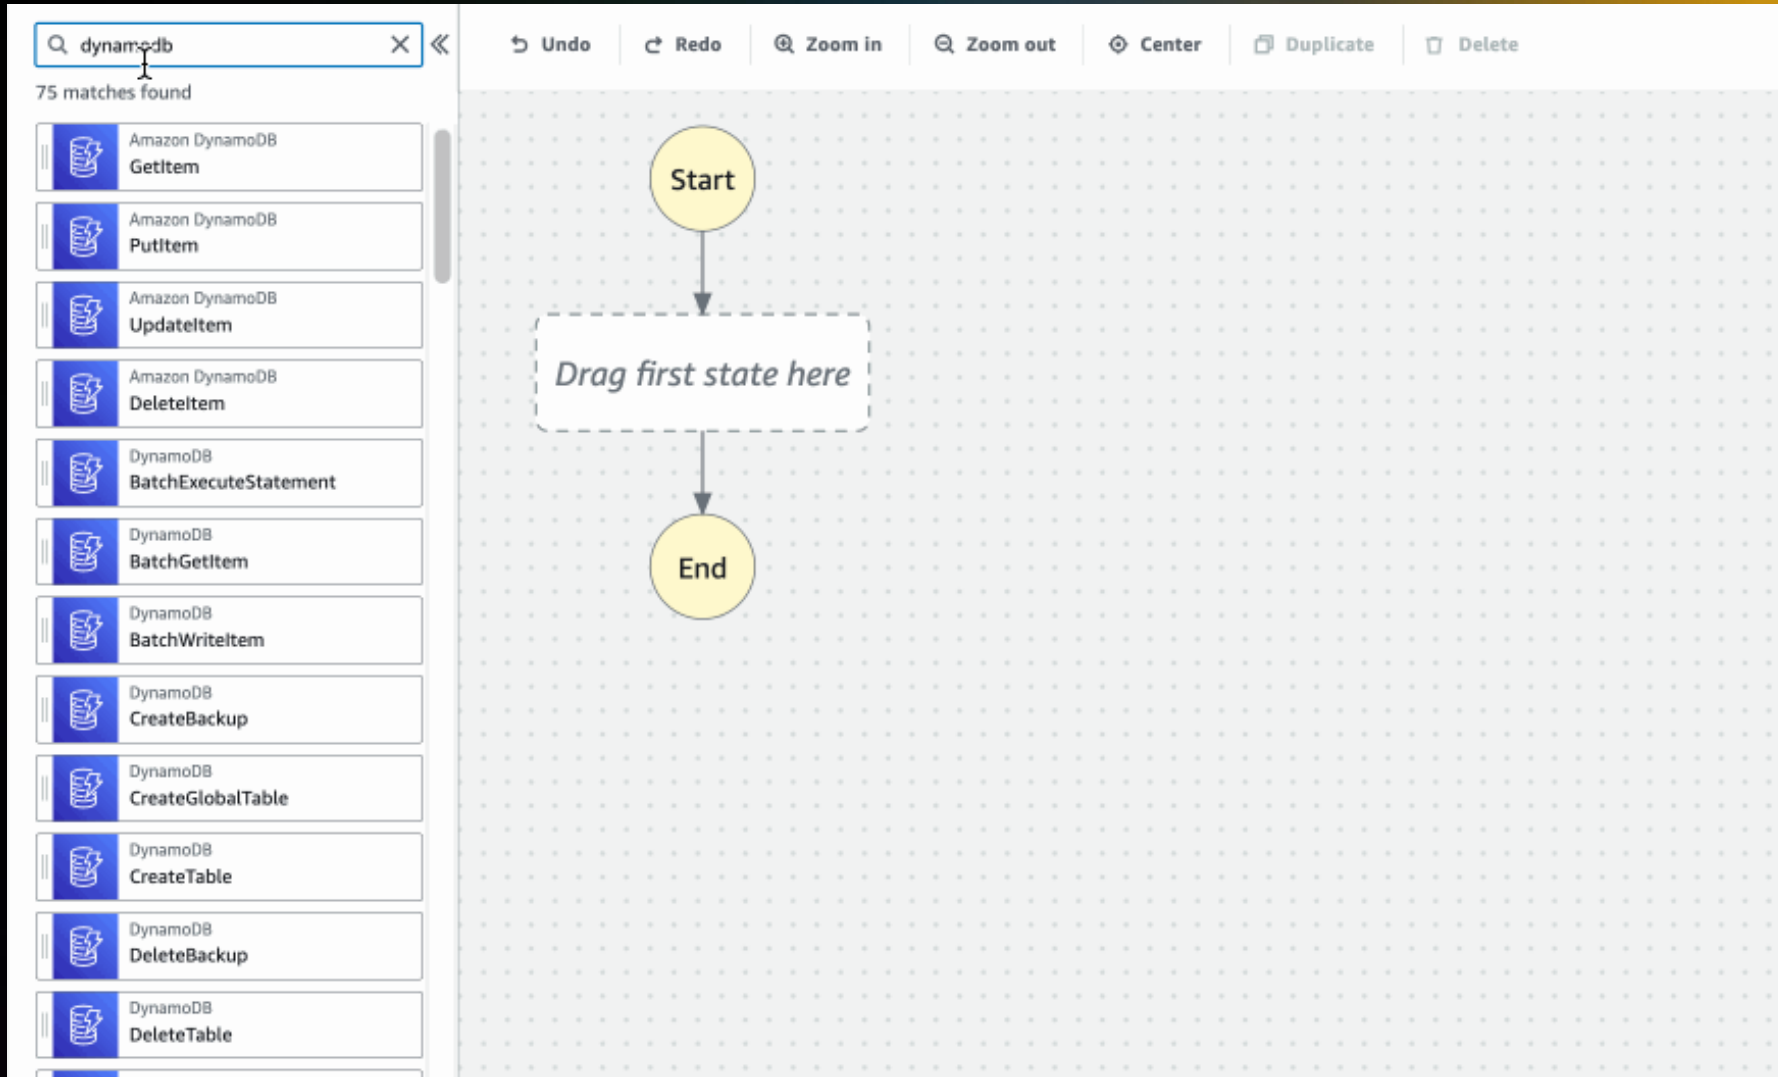 dynamodb
75 matches found
Amazon DynamoDB
GetItem
Amazon DynamoDB
PutItem
Amazon DynamoDB
UpdateItem
Amazon DynamoDB
DeleteItem
DynamoDB
BatchExecuteStatement
DynamoDB
BatchGetItem
DynamoDB
BatchWriteItem
DynamoDB
CreateBackup
DynamoDB
CreateGlobalTable
DynamoDB
CreateTable
DynamoDB
DeleteBackup
DynamoDB
DeleteTable
Undo Redo Zoom in Zoom out Center Duplicate Delete
Start
Drag first state here
End